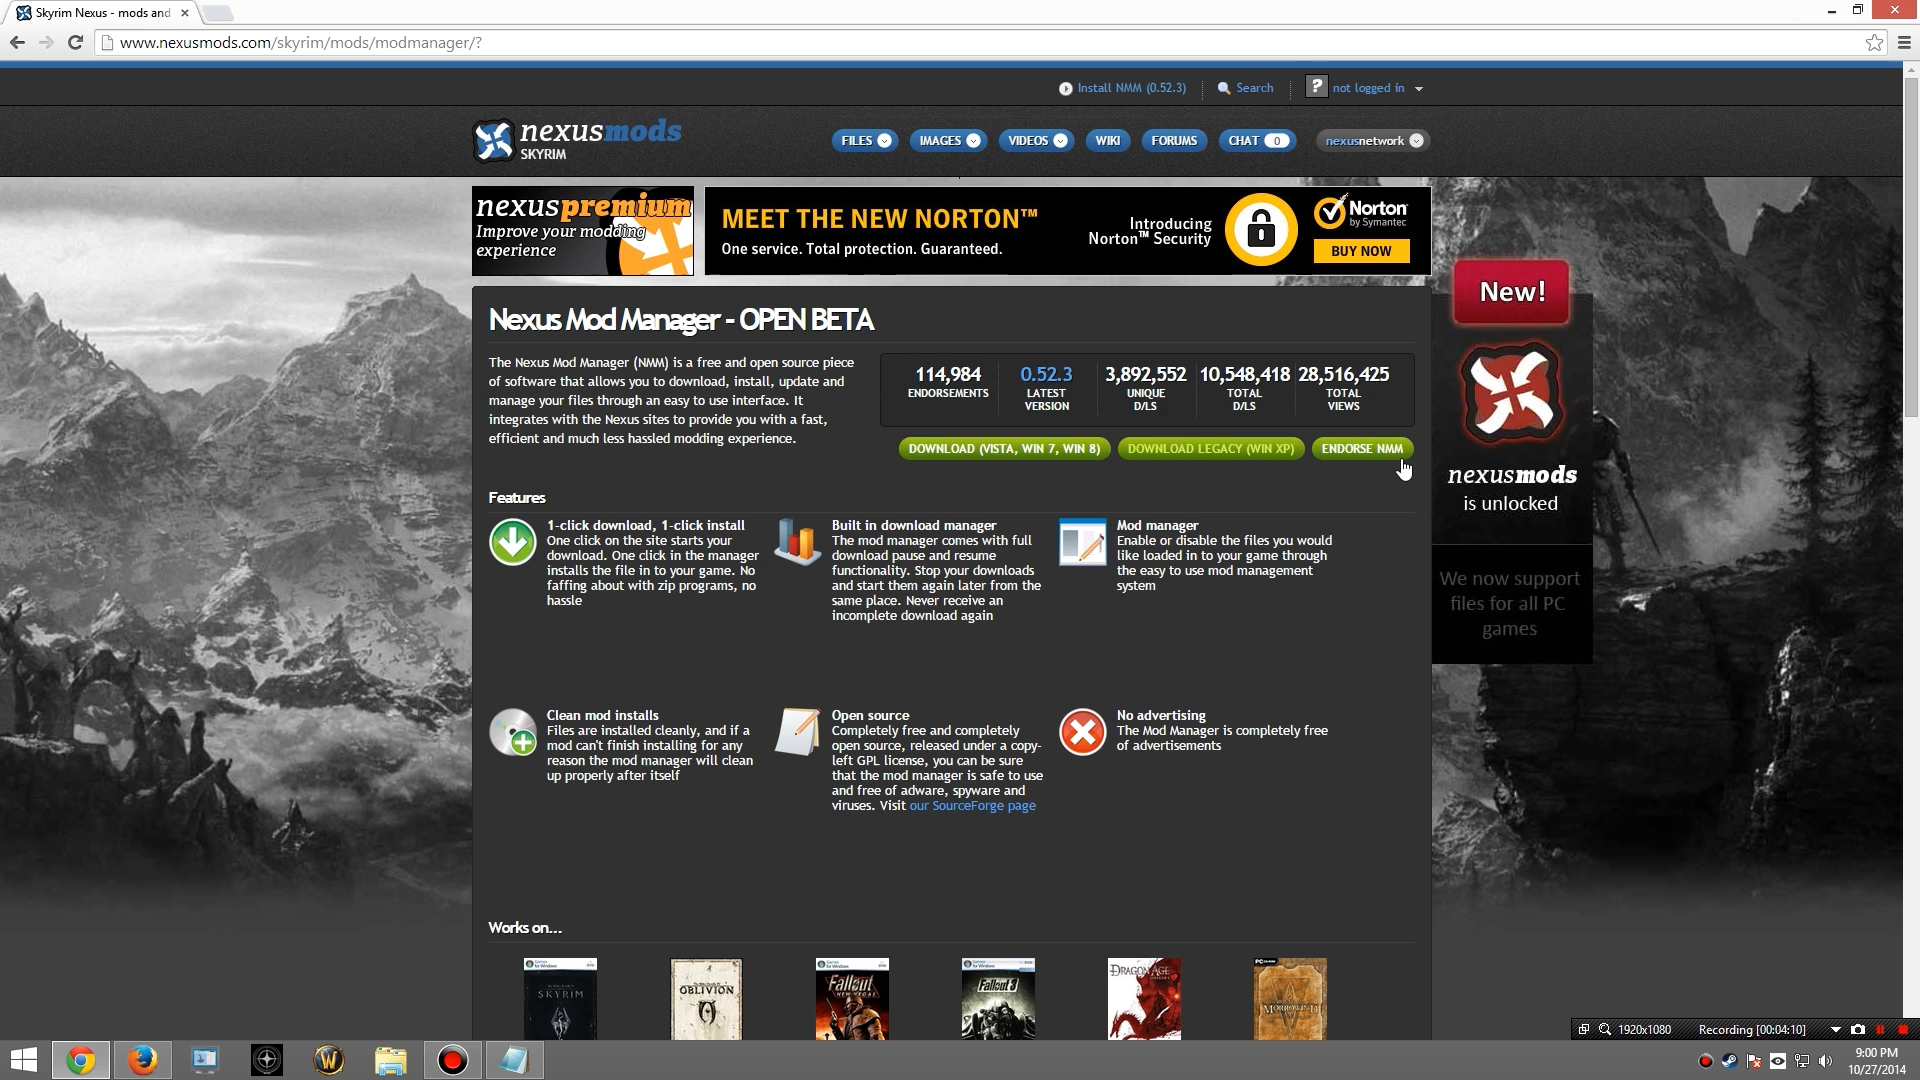 Skyrim Nexus - mods and
www.nexusmods.com/skyrim/mods/modmanager/?
Install NMM (0.52.3)
Search
?
not logged in
nexusmods
SKYRIM
FILES
IMAGES
VIDEOS
WIKI
FORUMS
CHAT 0
nexusnetwork
nexuspremium
Improve your modding
experience
MEET THE NEW NORTON™
One service. Total protection. Guaranteed.
Introducing
Norton™ Security
Norton
by Symantec
BUY NOW
New!
nexusmods
is unlocked
We now support
files for all PC
games
Nexus Mod Manager - OPEN BETA
The Nexus Mod Manager (NMM) is a free and open source piece
of software that allows you to download, install, update and
manage your files through an easy to use interface. It
integrates with the Nexus sites to provide you with a fast,
efficient and much less hassled modding experience.
114,984
ENDORSEMENTS
0.52.3
LATEST
VERSION
3,892,552
UNIQUE
D/LS
10,548,418
TOTAL
D/LS
28,516,425
TOTAL
VIEWS
DOWNLOAD (VISTA, WIN 7, WIN 8)
DOWNLOAD LEGACY (WIN XP)
ENDORSE NMM
Features
1-click download, 1-click install
One click on the site starts your
download. One click in the manager
installs the file in to your game. No
faffing about with zip programs, no
hassle
Built in download manager
The mod manager comes with full
download pause and resume
functionality. Stop your downloads
and start them again later from the
same place. Never receive an
incomplete download again
Mod manager
Enable or disable the files you would
like loaded in to your game through
the easy to use mod management
system
Clean mod installs
Files are installed cleanly, and if a
mod can't finish installing for any
reason the mod manager will clean
up properly after itself
Open source
Completely free and completely
open source, released under a copy-
left GPL license, you can be sure
that the mod manager is safe to use
and free of adware, spyware and
viruses. Visit our SourceForge page
No advertising
The Mod Manager is completely free
of advertisements
Works on...
SKYRIM
OBLIVION
Fallout
NEW VEGAS
Fallout 3
DRAGON AGE
MORROWIND
1920x1080
Recording [00:04:10]
9:00 PM
10/27/2014